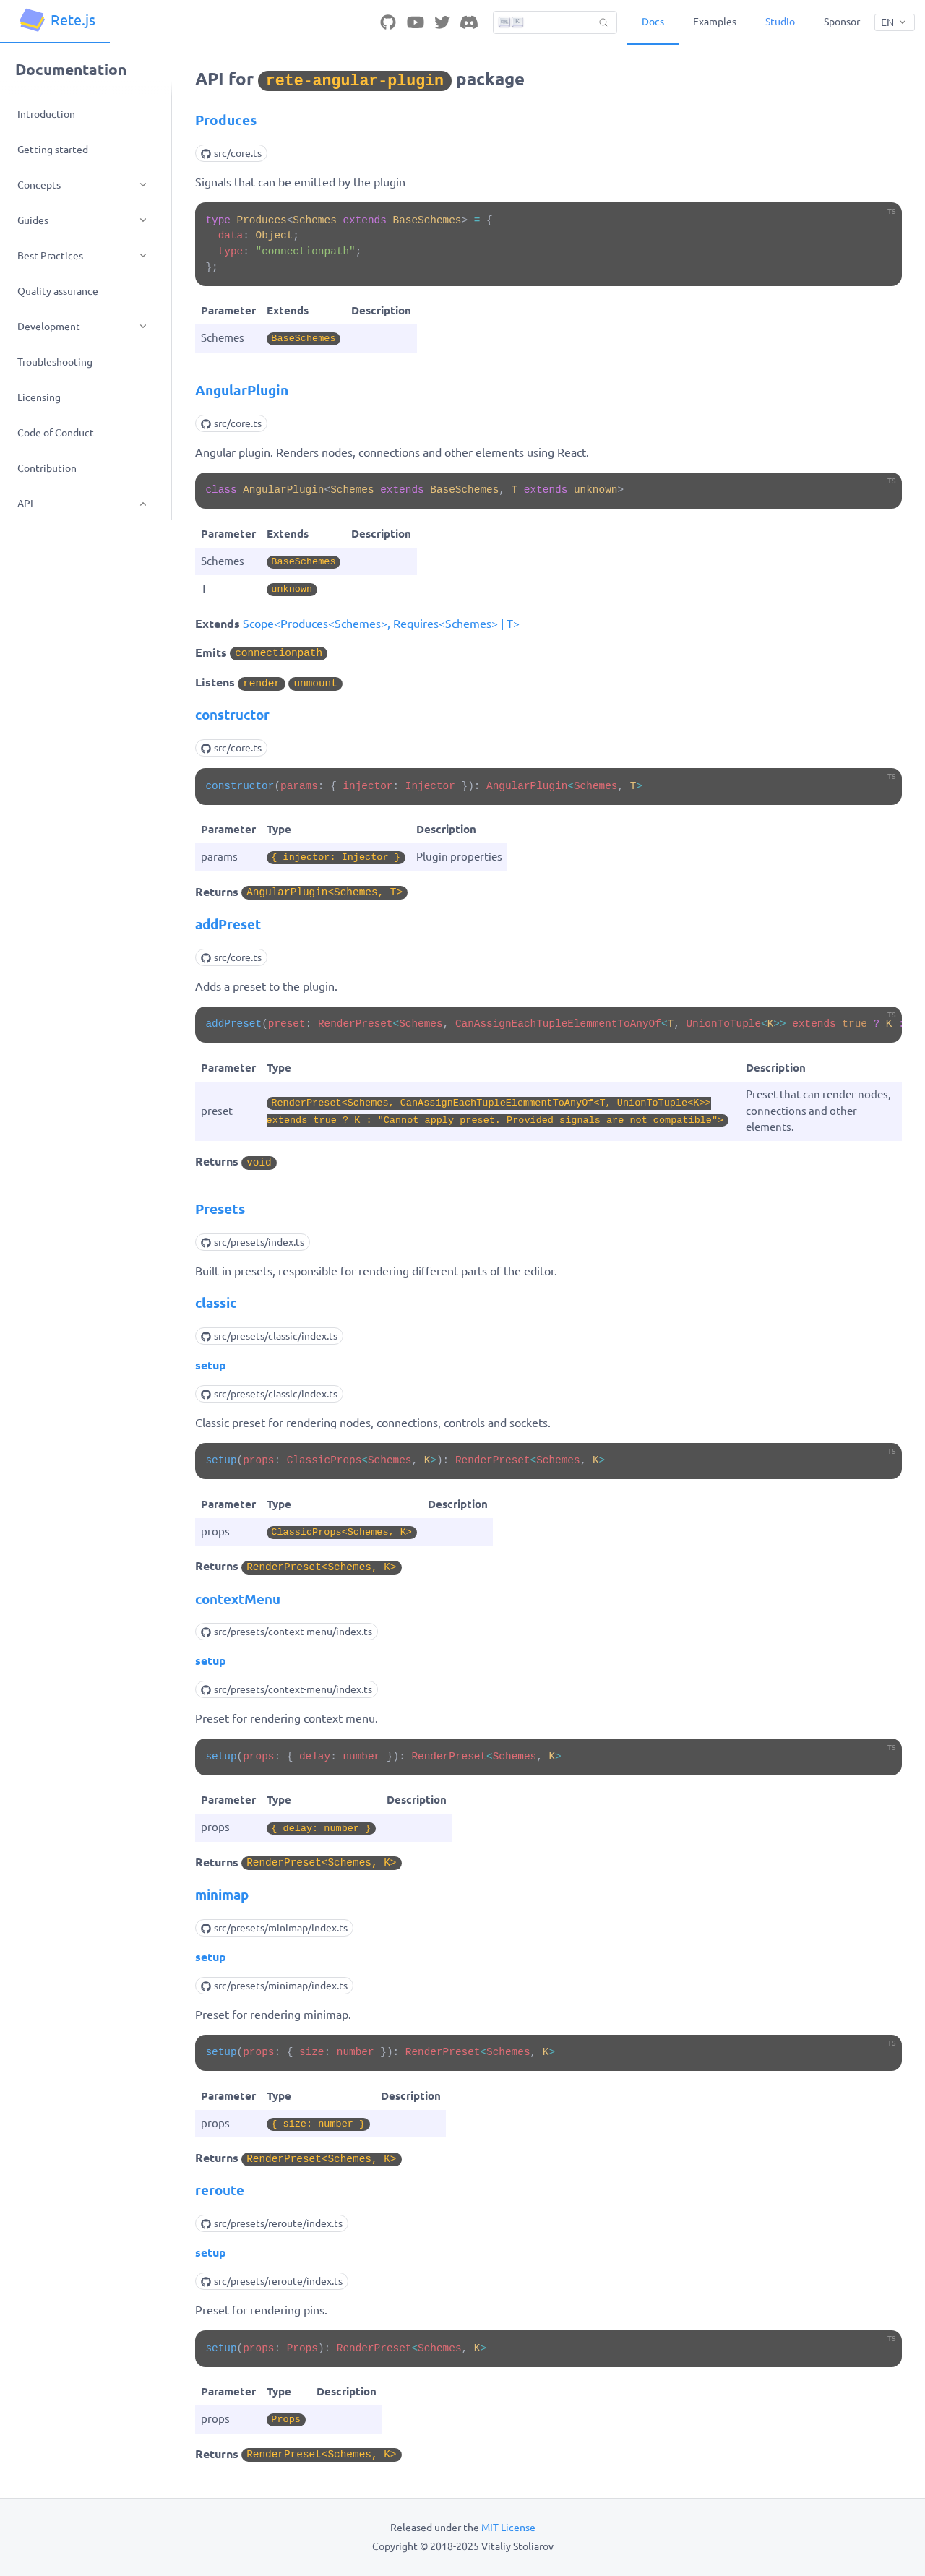 Rete.js
⌘ K
Docs
Examples
Studio
Sponsor
EN
Documentation
Introduction
Getting started
Concepts
Guides
Best Practices
Quality assurance
Development
Troubleshooting
Licensing
Code of Conduct
Contribution
API
API for rete-angular-plugin package
Produces
src/core.ts
Signals that can be emitted by the plugin
TS
type Produces<Schemes extends BaseSchemes> = {
data: Object;
type: "connectionpath";
};
Parameter Extends Description
Schemes BaseSchemes
AngularPlugin
src/core.ts
Angular plugin. Renders nodes, connections and other elements using React.
TS
class AngularPlugin<Schemes extends BaseSchemes, T extends unknown>
Parameter Extends Description
Schemes BaseSchemes
T unknown
Extends Scope<Produces<Schemes>, Requires<Schemes> | T>
Emits connectionpath
Listens render unmount
constructor
src/core.ts
TS
constructor(params: { injector: Injector }): AngularPlugin<Schemes, T>
Parameter Type Description
params { injector: Injector } Plugin properties
Returns AngularPlugin<Schemes, T>
addPreset
src/core.ts
Adds a preset to the plugin.
TS
addPreset(preset: RenderPreset<Schemes, CanAssignEachTupleElemmentToAnyOf<T, UnionToTuple<K>> extends true ? K :
Parameter Type Description
preset RenderPreset<Schemes, CanAssignEachTupleElemmentToAnyOf<T, UnionToTuple<K>>
extends true ? K : "Cannot apply preset. Provided signals are not compatible">
Preset that can render nodes,
connections and other
elements.
Returns void
Presets
src/presets/index.ts
Built-in presets, responsible for rendering different parts of the editor.
classic
src/presets/classic/index.ts
setup
src/presets/classic/index.ts
Classic preset for rendering nodes, connections, controls and sockets.
TS
setup(props: ClassicProps<Schemes, K>): RenderPreset<Schemes, K>
Parameter Type Description
props ClassicProps<Schemes, K>
Returns RenderPreset<Schemes, K>
contextMenu
src/presets/context-menu/index.ts
setup
src/presets/context-menu/index.ts
Preset for rendering context menu.
TS
setup(props: { delay: number }): RenderPreset<Schemes, K>
Parameter Type Description
props { delay: number }
Returns RenderPreset<Schemes, K>
minimap
src/presets/minimap/index.ts
setup
src/presets/minimap/index.ts
Preset for rendering minimap.
TS
setup(props: { size: number }): RenderPreset<Schemes, K>
Parameter Type Description
props { size: number }
Returns RenderPreset<Schemes, K>
reroute
src/presets/reroute/index.ts
setup
src/presets/reroute/index.ts
Preset for rendering pins.
TS
setup(props: Props): RenderPreset<Schemes, K>
Parameter Type Description
props Props
Returns RenderPreset<Schemes, K>
Released under the MIT License
Copyright © 2018-2025 Vitaliy Stoliarov